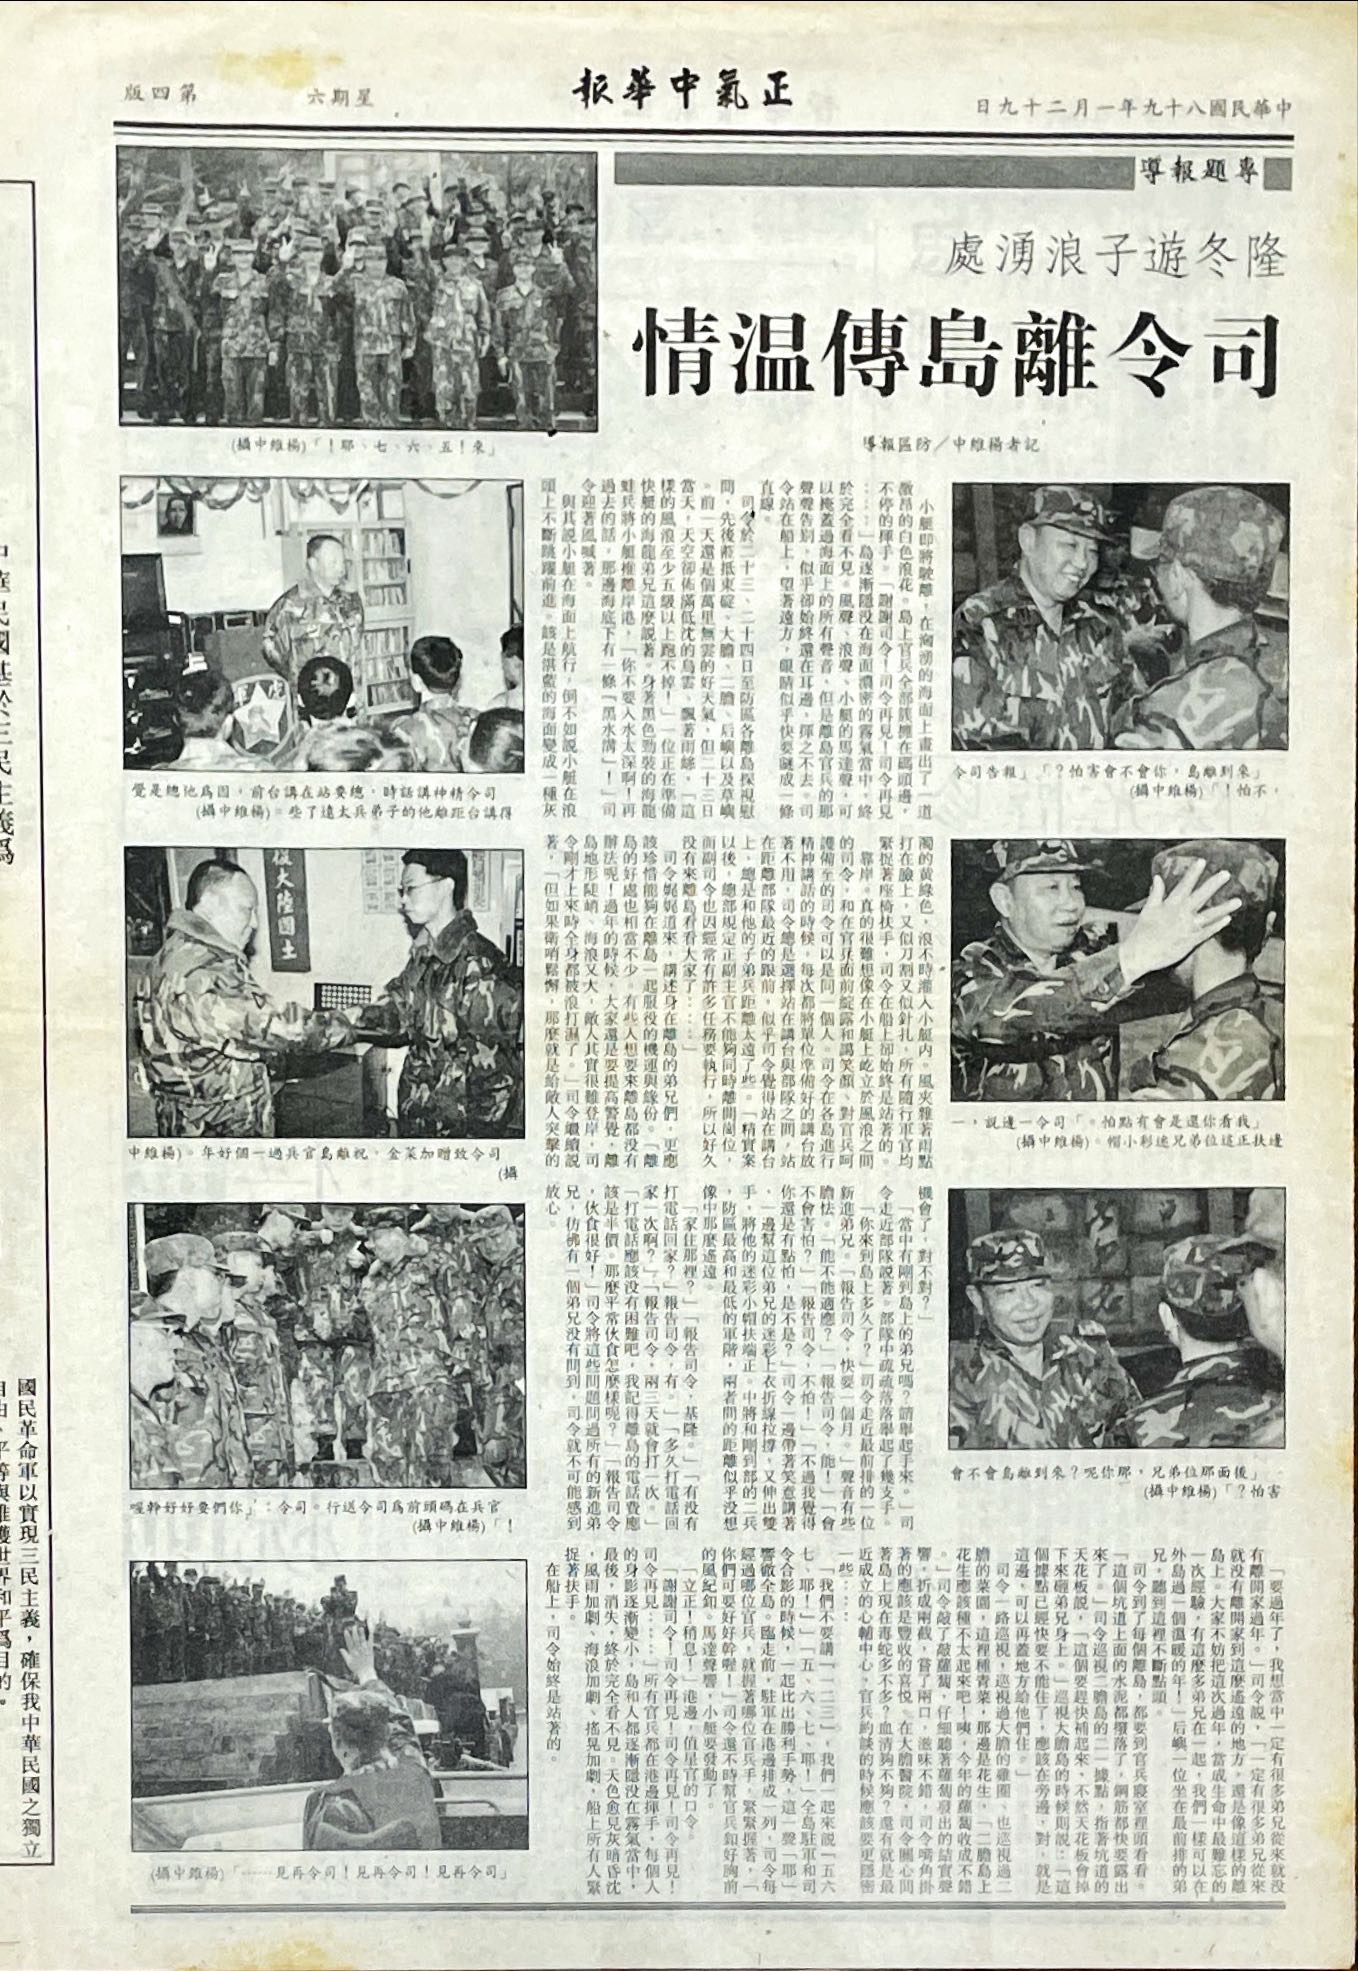 中華民國八十九年一月二十九日
正氣中華報
星期六
第四版
專題報導
隆冬遊子浪湧處
司令離島傳温情
記者楊維中／防區報導
「來！五、六、七、耶！」(楊維中攝)
「來到離島，你會不會害怕？」「報告司令
，不怕！」(楊維中攝)
「我看你還是會有點怕。」司令一邊說，一
邊扶正這位弟兄迷彩小帽。(楊維中攝)
「後面那位弟兄，那你呢？來到離島會不會
害怕？」(楊維中攝)
司令精神講話時，總要站在講台前，因為他總是覺
得講台距離他的子弟兵太遠了些。(楊維中攝)
司令致贈加菜金，祝離島官兵過一個好年。(楊維中
攝)
官兵在碼頭前為司令送行。司令：「你們要好好幹喔
！」(楊維中攝)
「司令再見！司令再見！司令再見……」(楊維中攝)
小艇即將駛離，在洶湧的海面上畫出了一道
激昂的白色浪花。島上官兵全部簇擁在碼頭邊，
不停的揮手。「謝謝司令！司令再見！司令再見
……」島逐漸隱没在海面濃密的霧氣當中，終
於完全看不見。風聲、浪聲、小艇的馬達聲，可
以掩蓋過海面上的所有聲音，但是離島官兵的那
聲聲告別，似乎卻始終還在耳邊，揮之不去。司
令站在船上，望著遠方，眼睛似乎快要瞇成一條
直線。
司令於二十三、二十四日至防區各離島探視慰
問，先後蒞抵東碇、大膽、二膽、后嶼以及草嶼
。前一天還是個萬里無雲的好天氣，但二十三日
當天，天空卻佈滿低沈的烏雲，飄著雨絲，「這
樣的風浪至少五級以上跑不掉！」一位正在準備
快艇的海龍弟兄這麼說著。身著黑色勁裝的海龍
蛙兵將小艇推離岸港，「你不要入水太深啊！再
過去的話，那邊海底下有一條『黑水溝』！」司
令迎著風喊著。
與其說小艇在海面上航行，倒不如說小艇在浪
頭上不斷跳躍前進。該是湛藍的海面變成一種灰
濁的黄綠色，浪不時灌入小艇内。風夾雜著雨點
打在臉上，又似刀割又似針扎，所有隨行軍官均
緊捉著座椅扶手，司令在船上卻始終是站著的。
靠岸。真的很難想像在小艇上屹立於風浪之間
的司令，和在官兵面前綻露和藹笑顏、對官兵呵
護備至的司令可以是同一個人。司令在各島進行
精神講話的時候，每次都將單位準備好的講台放
著不用，司令總是選擇站在講台與部隊之間，站
在距離部隊最近的跟前，似乎司令覺得站在講台
上，總是和他的子弟兵距離太遠了些。「精實案
以後，總部規定正副主官不能夠同時離開崗位，
而副司令也因經常有許多任務要執行，所以好久
没有來離島看看大家了……」
司令娓娓道來，講述身在離島的弟兄們，更應
該珍惜能夠在離島一起服役的機運與緣份。「離
島的好處也相當不少。有些人想要來離島都没有
辦法呢！過年的時候，大家還是要提高警覺，離
島地形陡峭、海浪又大，敵人其實很難登岸，司
令剛才上來時全身都被浪打濕了。」司令繼續說
著，「但如果衛哨鬆懈，那麼就是給敵人突擊的
機會了，對不對？」
「當中有剛到島上的弟兄嗎？請舉起手來。」司
令走近部隊說著。部隊中疏疏落落舉起了幾支手。
「你來到島上多久了？」司令走近最前排的一位
新進弟兄。「報告司令，快要一個月。」聲音有些
膽怯。「能不能適應？」「報告司令，能！」「會
不會害怕？」「報告司令，不怕！」「不過我覺得
你還是有點怕，是不是？」司令一邊帶著笑意講著
，一邊幫這位弟兄的迷彩上衣折線拉撐，又伸出雙
手，將他的迷彩小帽扶端正。中將和剛到部的二兵
，防區最高和最低的軍階，兩者間的距離似乎没想
像中那麼遙遠。
「家住那裡？」「報告司令，基隆。」「有没有
打電話回家？」「報告司令，有。」「多久打電話回
家一次啊？」「報告司令，兩三天就會打一次。」
「打電話應該没有困難吧，我記得離島的電話費應
該是半價。那麼平常伙食怎麼樣呢？」「報告司令
，伙食很好！」司令將這些問題問過所有的新進弟
兄，彷彿有一個弟兄没有問到，司令就不可能感到
放心。
「要過年了，我想當中一定有很多弟兄從來就没
有離開家過年。」司令說，「一定有很多弟兄從來
就没有離開家到這麼遙遠的地方，還是像這樣的離
島上。大家不妨把這次過年，當成生命中最難忘的
一次經驗，有這麼多弟兄在一起，我們一樣可以在
外島過一個溫暖的年！」后嶼一位坐在最前排的弟
兄，聽到這裡不斷點頭。
司令到了每個離島，都要到官兵寢室裡頭看看。
「這個坑道上面的水泥都撥落了，鋼筋都快要露出
來了。」司令巡視二膽島的二一據點，指著坑道的
天花板說，「這個要趕快補起來，不然天花板會掉
下來砸弟兄身上。」巡視大膽島的時候則說：「這
個據點已經快要不能住了，應該在旁邊，對，就是
這邊，可以再蓋地方給他們住。」
司令一路巡視，巡視過大膽的雞圈、也巡視過二
膽的菜園，這裡種青菜，那邊是花生，「二膽島上
花生應該種不太起來吧！咦，今年的蘿蔔收成不錯
。」司令敲了敲蘿蔔，仔細聽著蘿蔔發出的結實聲
響，折成兩截，嘗了兩口，滋味不錯，司令嘴角掛
著的應該是豐收的喜悅。在大膽醫院，司令關心問
著島上現在毒蛇多不多？血清夠不夠？還有就是最
近成立的心輔中心，官兵約談的時候應該要更隱密
一些……
「我們不要講『一二三』，我們一起來說『五六
七、耶！』」「五、六、七、耶！」全島駐軍和司
令合影的時候，一起比出勝利手勢，這一聲「耶」
響徹全島。臨走前，駐軍在港邊排成一列，司令每
經過哪位官兵，就握著哪位官兵手，緊緊握著，「
你們可要好好幹喔！」司令還不時幫官兵釦好胸前
的風紀釦。馬達聲響，小艇要發動了。
「立正！稍息！」港邊，值星官的口令。
「謝謝司令！司令再見！司令再見！司令再見！
司令再見……」所有官兵都在港邊揮手，每個人
的身影逐漸變小，島和人都逐漸隱没在霧氣當中，
最後，消失，終於完全看不見。天色愈見灰暗昏沈
，風雨加劇、海浪加劇、搖晃加劇，船上所有人緊
捉著扶手。
在船上，司令始終是站著的。
國民革命軍以實現三民主義，確保我中華民國之獨立